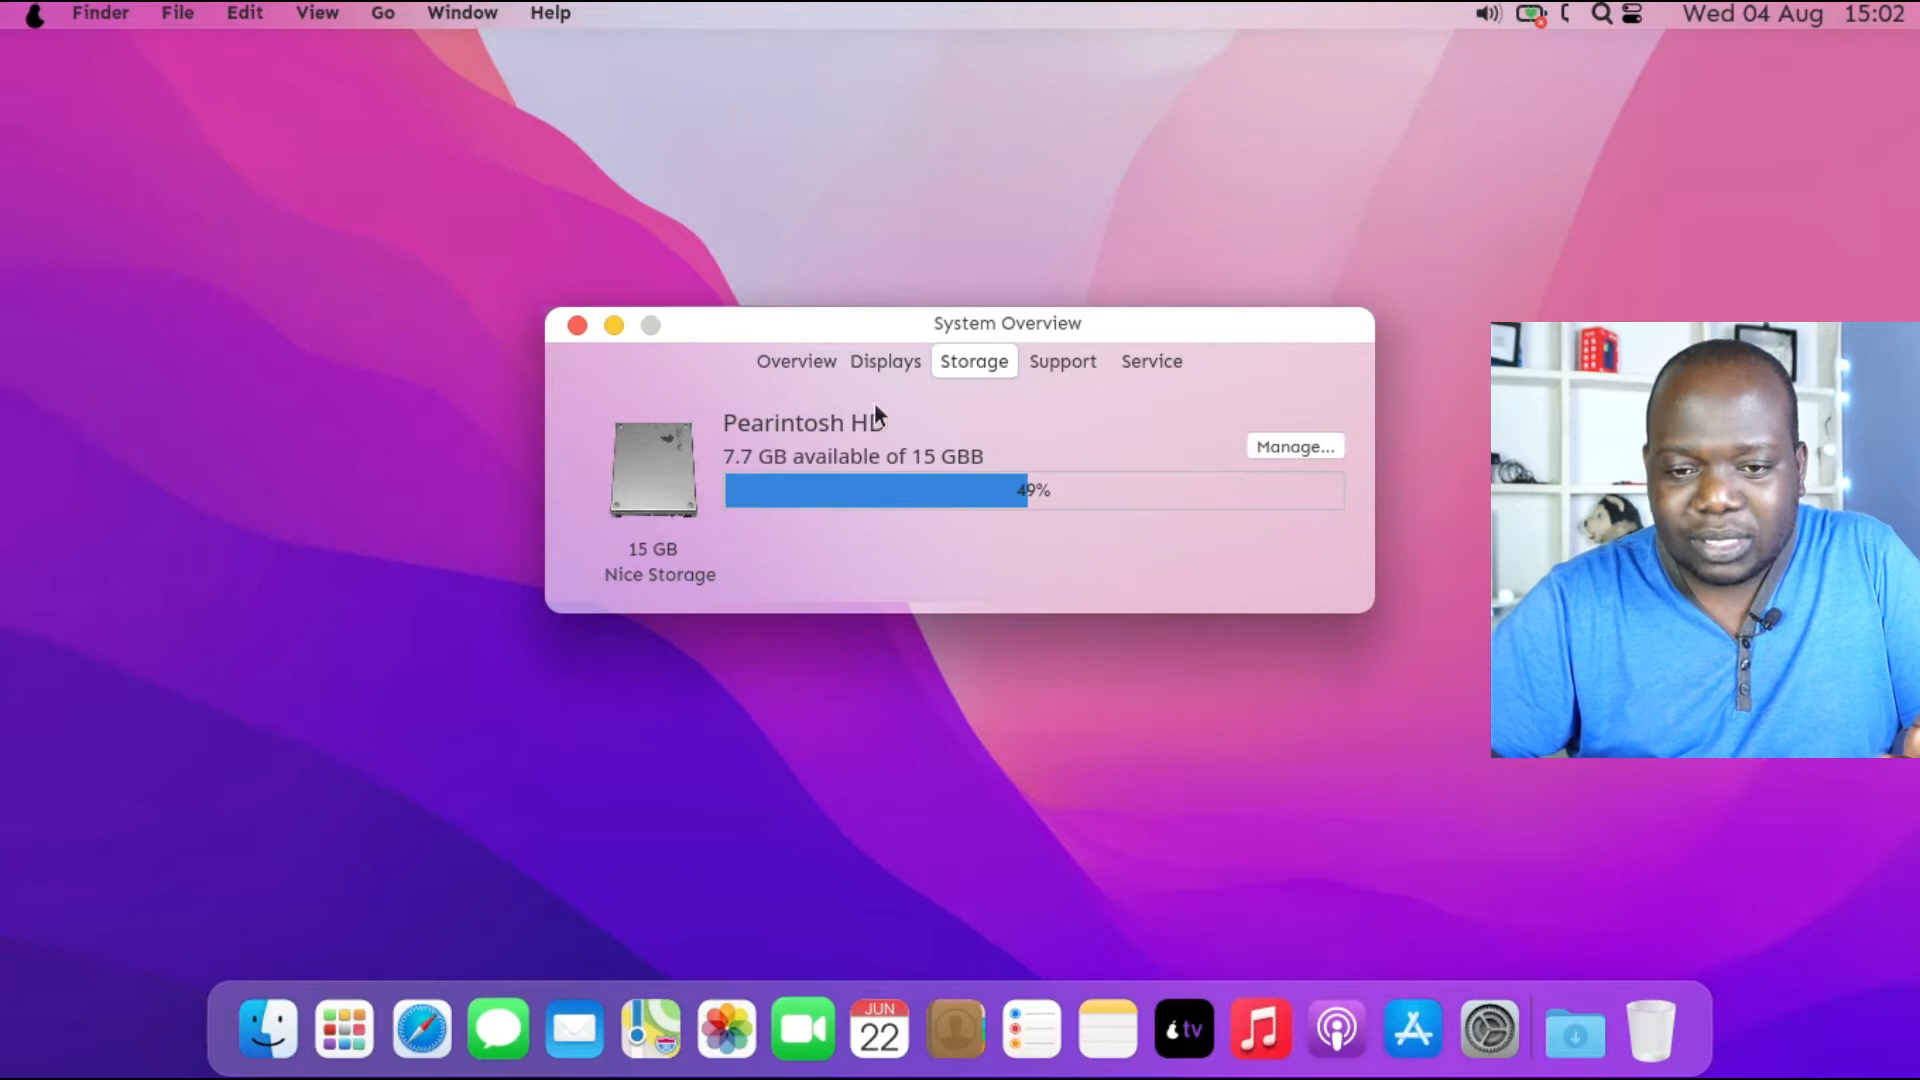 Finder File Edit View Go Window Help Wed 04 Aug 15:02
System Overview
Overview Displays Storage Support Service
Pearintosh HD
7.7 GB available of 15 GBB
Manage...
49%
15 GB
Nice Storage
JUN
22
tv